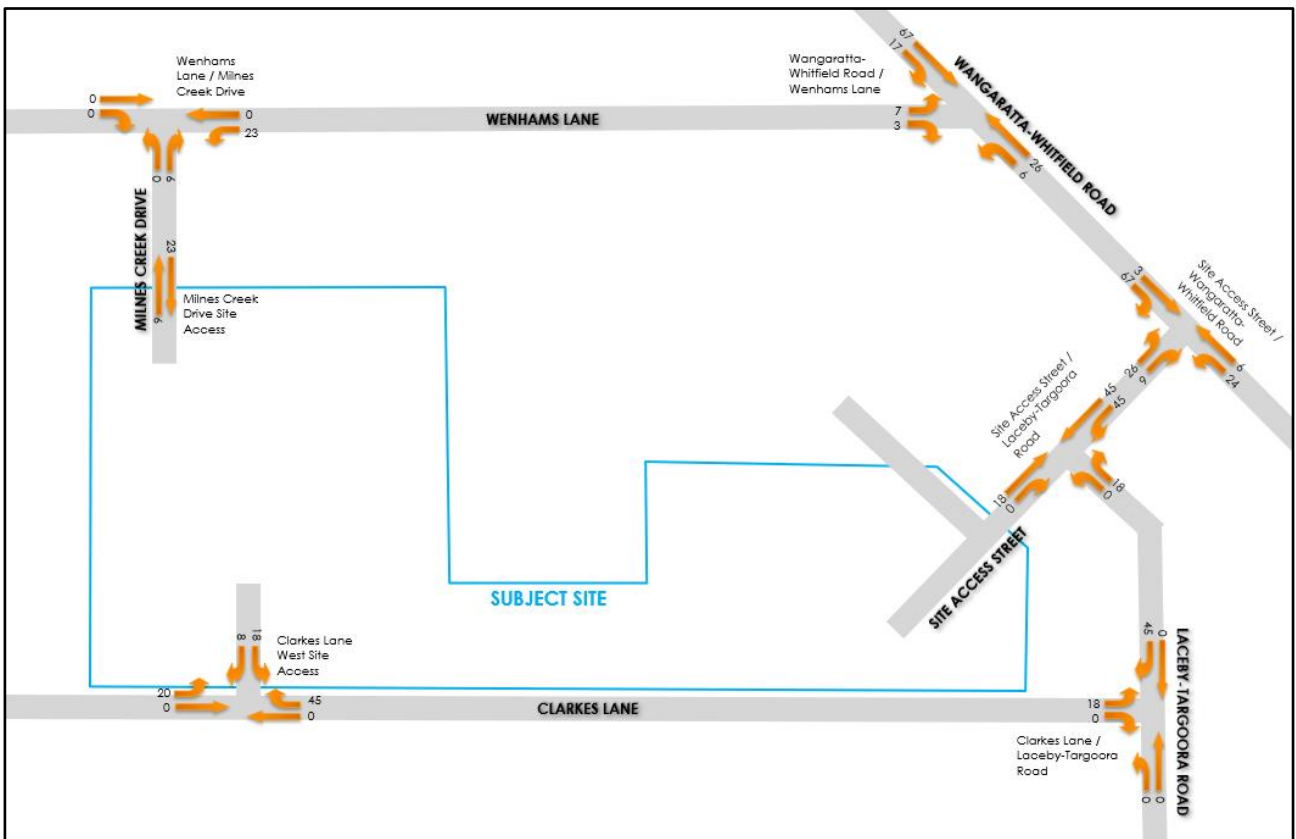 Wenhams
Lane / Milnes
Creek Drive
0
0
0
23
0
6
MILNES CREEK DRIVE
23
6
Milnes Creek
Drive Site
Access
WENHAMS LANE
Wangaratta-
Whitfield Road /
Wenhams Lane
67
17
7
3
26
6
WANGARATTA-WHITFIELD ROAD
3
67
Site Access Street /
Wangaratta-
Whitfield Road
26
9
6
24
Site Access Street /
Laceby-Targoora
Road
45
45
18
0
18
0
SITE ACCESS STREET
SUBJECT SITE
8
18
Clarkes Lane
West Site
Access
20
0
45
0
CLARKES LANE
45
0
18
0
Clarkes Lane /
Laceby-Targoora
Road
0
0
LACEBY-TARGOORA ROAD